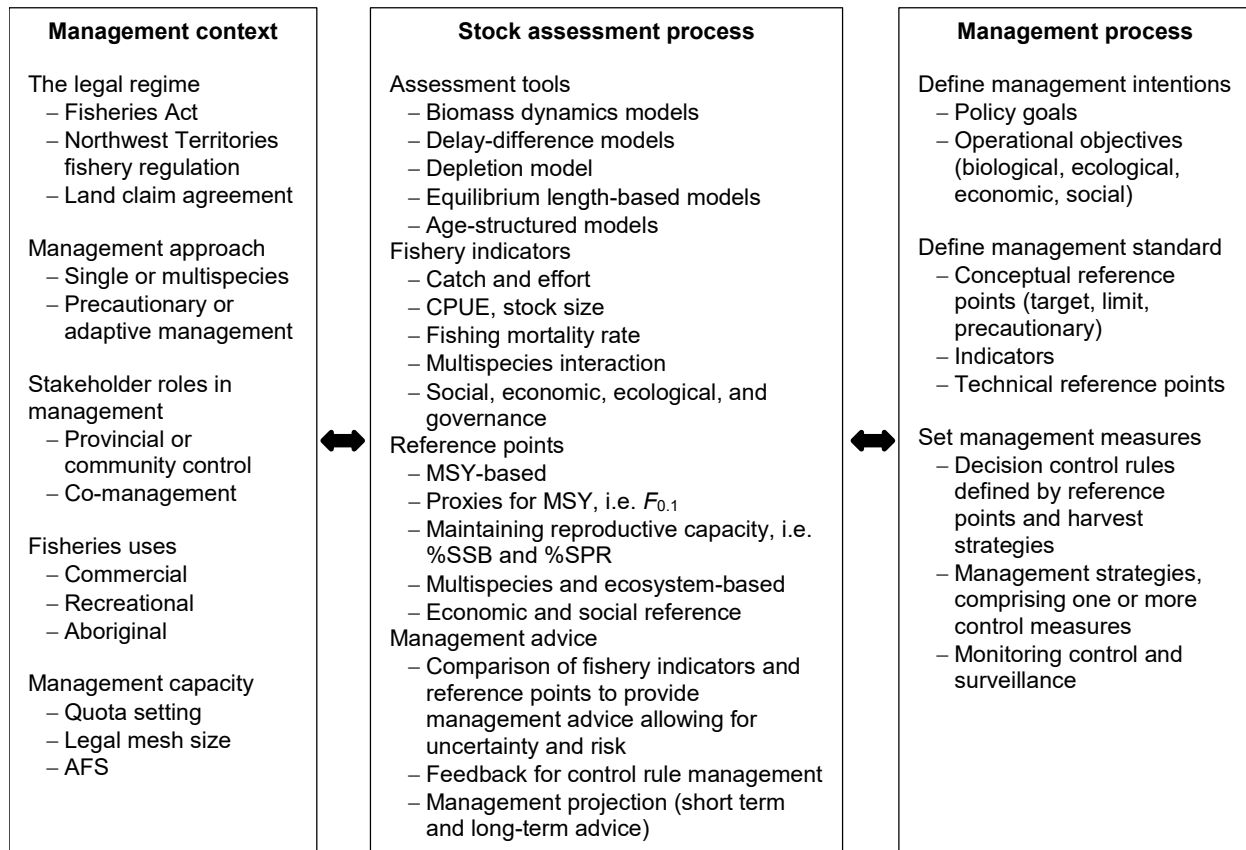 Management context
The legal regime
– Fisheries Act
– Northwest Territories
fishery regulation
– Land claim agreement
Management approach
– Single or multispecies
– Precautionary or
adaptive management
Stakeholder roles in
management
– Provincial or
community control
– Co-management
Fisheries uses
– Commercial
– Recreational
– Aboriginal
Management capacity
– Quota setting
– Legal mesh size
– AFS
Stock assessment process
Assessment tools
– Biomass dynamics models
– Delay-difference models
– Depletion model
– Equilibrium length-based models
– Age-structured models
Fishery indicators
– Catch and effort
– CPUE, stock size
– Fishing mortality rate
– Multispecies interaction
– Social, economic, ecological, and
governance
Reference points
– MSY-based
– Proxies for MSY, i.e. F0.1
– Maintaining reproductive capacity, i.e.
%SSB and %SPR
– Multispecies and ecosystem-based
– Economic and social reference
Management advice
– Comparison of fishery indicators and
reference points to provide
management advice allowing for
uncertainty and risk
– Feedback for control rule management
– Management projection (short term
and long-term advice)
Management process
Define management intentions
– Policy goals
– Operational objectives
(biological, ecological,
economic, social)
Define management standard
– Conceptual reference
points (target, limit,
precautionary)
– Indicators
– Technical reference points
Set management measures
– Decision control rules
defined by reference
points and harvest
strategies
– Management strategies,
comprising one or more
control measures
– Monitoring control and
surveillance